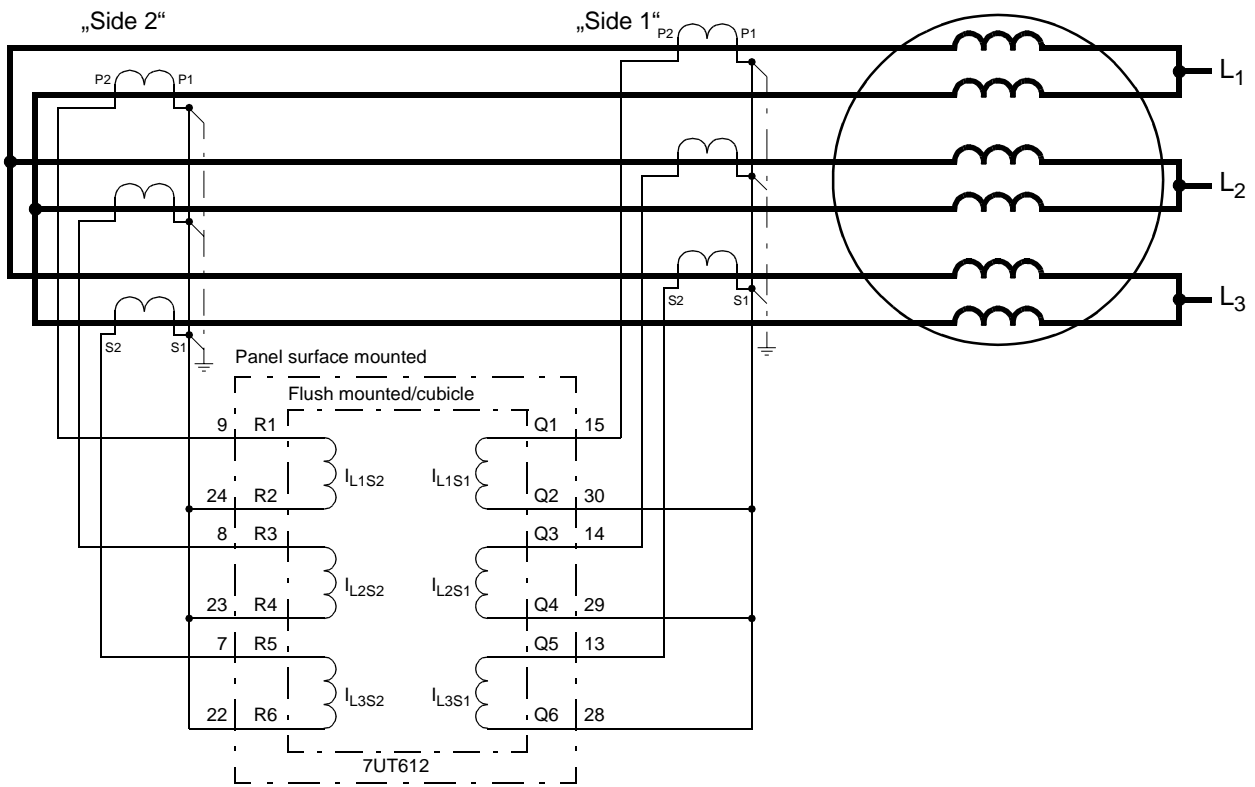 „Side 2“
„Side 1“
P2 P1
L1
P2 P1
L2
S2 S1
L3
S2 S1
Panel surface mounted
Flush mounted/cubicle
9 R1 Q1 15
IL1S2 IL1S1
24 R2 Q2 30
8 R3 Q3 14
IL2S2 IL2S1
23 R4 Q4 29
7 R5 Q5 13
IL3S2 IL3S1
22 R6 Q6 28
7UT612